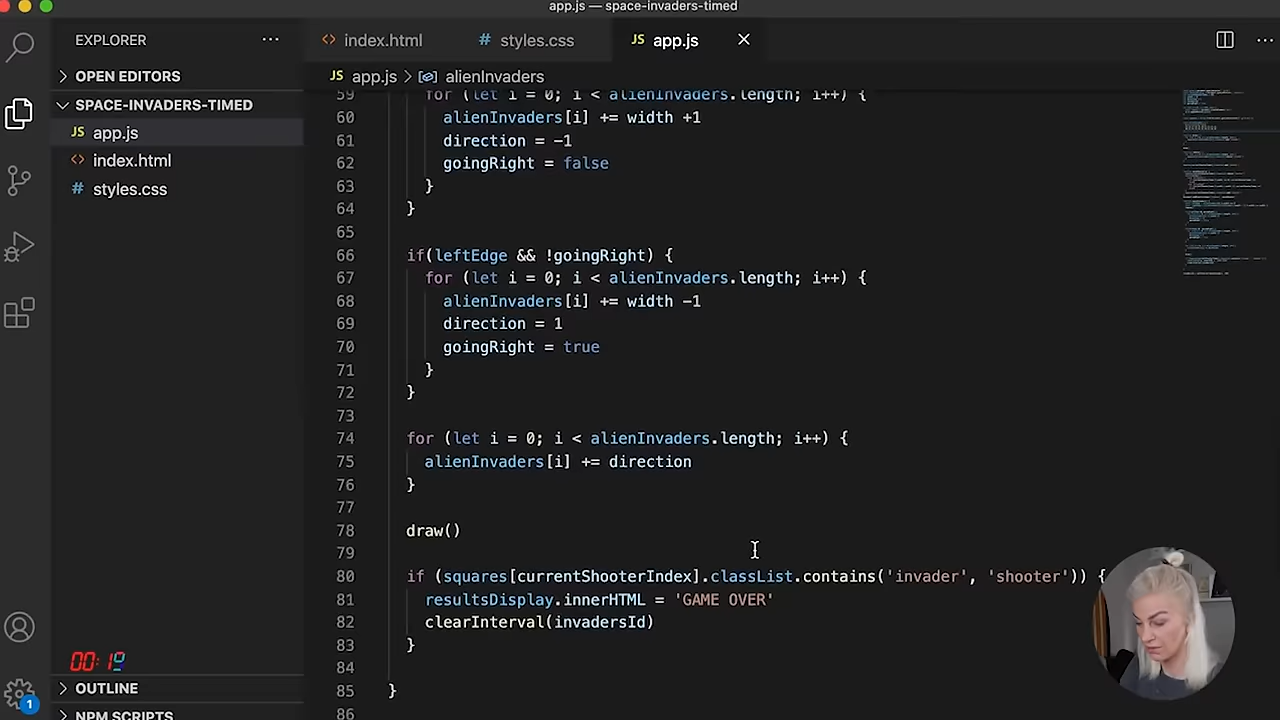 app.js — space-invaders-timed
EXPLORER
index.html
styles.css
JS app.js
OPEN EDITORS
JS app.js > alienInvaders
SPACE-INVADERS-TIMED
JS app.js
index.html
styles.css
59 for (let i = 0; i < alienInvaders.length; i++) {
60 alienInvaders[i] += width +1
61 direction = -1
62 goingRight = false
63 }
64 }
65
66 if(leftEdge && !goingRight) {
67 for (let i = 0; i < alienInvaders.length; i++) {
68 alienInvaders[i] += width -1
69 direction = 1
70 goingRight = true
71 }
72 }
73
74 for (let i = 0; i < alienInvaders.length; i++) {
75 alienInvaders[i] += direction
76 }
77
78 draw()
79
80 if (squares[currentShooterIndex].classList.contains('invader', 'shooter')) {
81 resultsDisplay.innerHTML = 'GAME OVER'
82 clearInterval(invadersId)
83 }
84
85 }
86
OUTLINE
1
NPM SCRIPTS